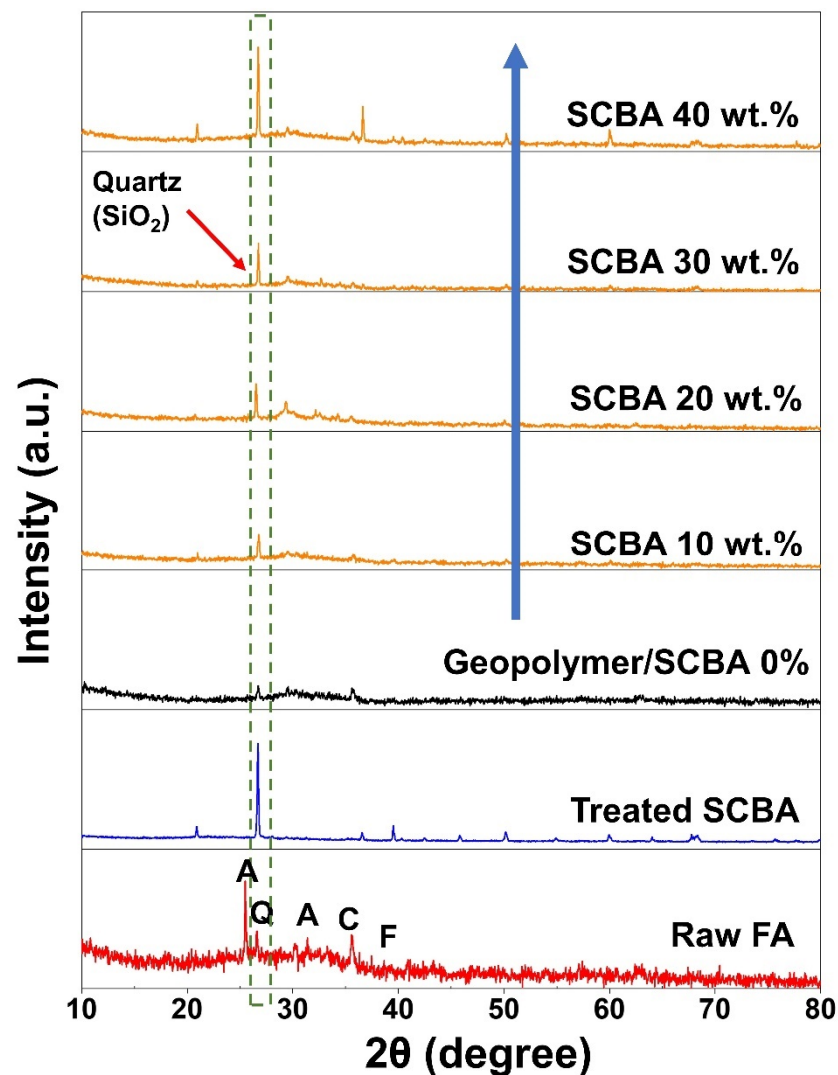 SCBA 40 wt.%
Quartz
(SiO₂)
SCBA 30 wt.%
SCBA 20 wt.%
SCBA 10 wt.%
Geopolymer/SCBA 0%
Treated SCBA
A
Q
A
C
F
Raw FA
Intensity (a.u.)
10 20 30 40 50 60 70 80
2θ (degree)